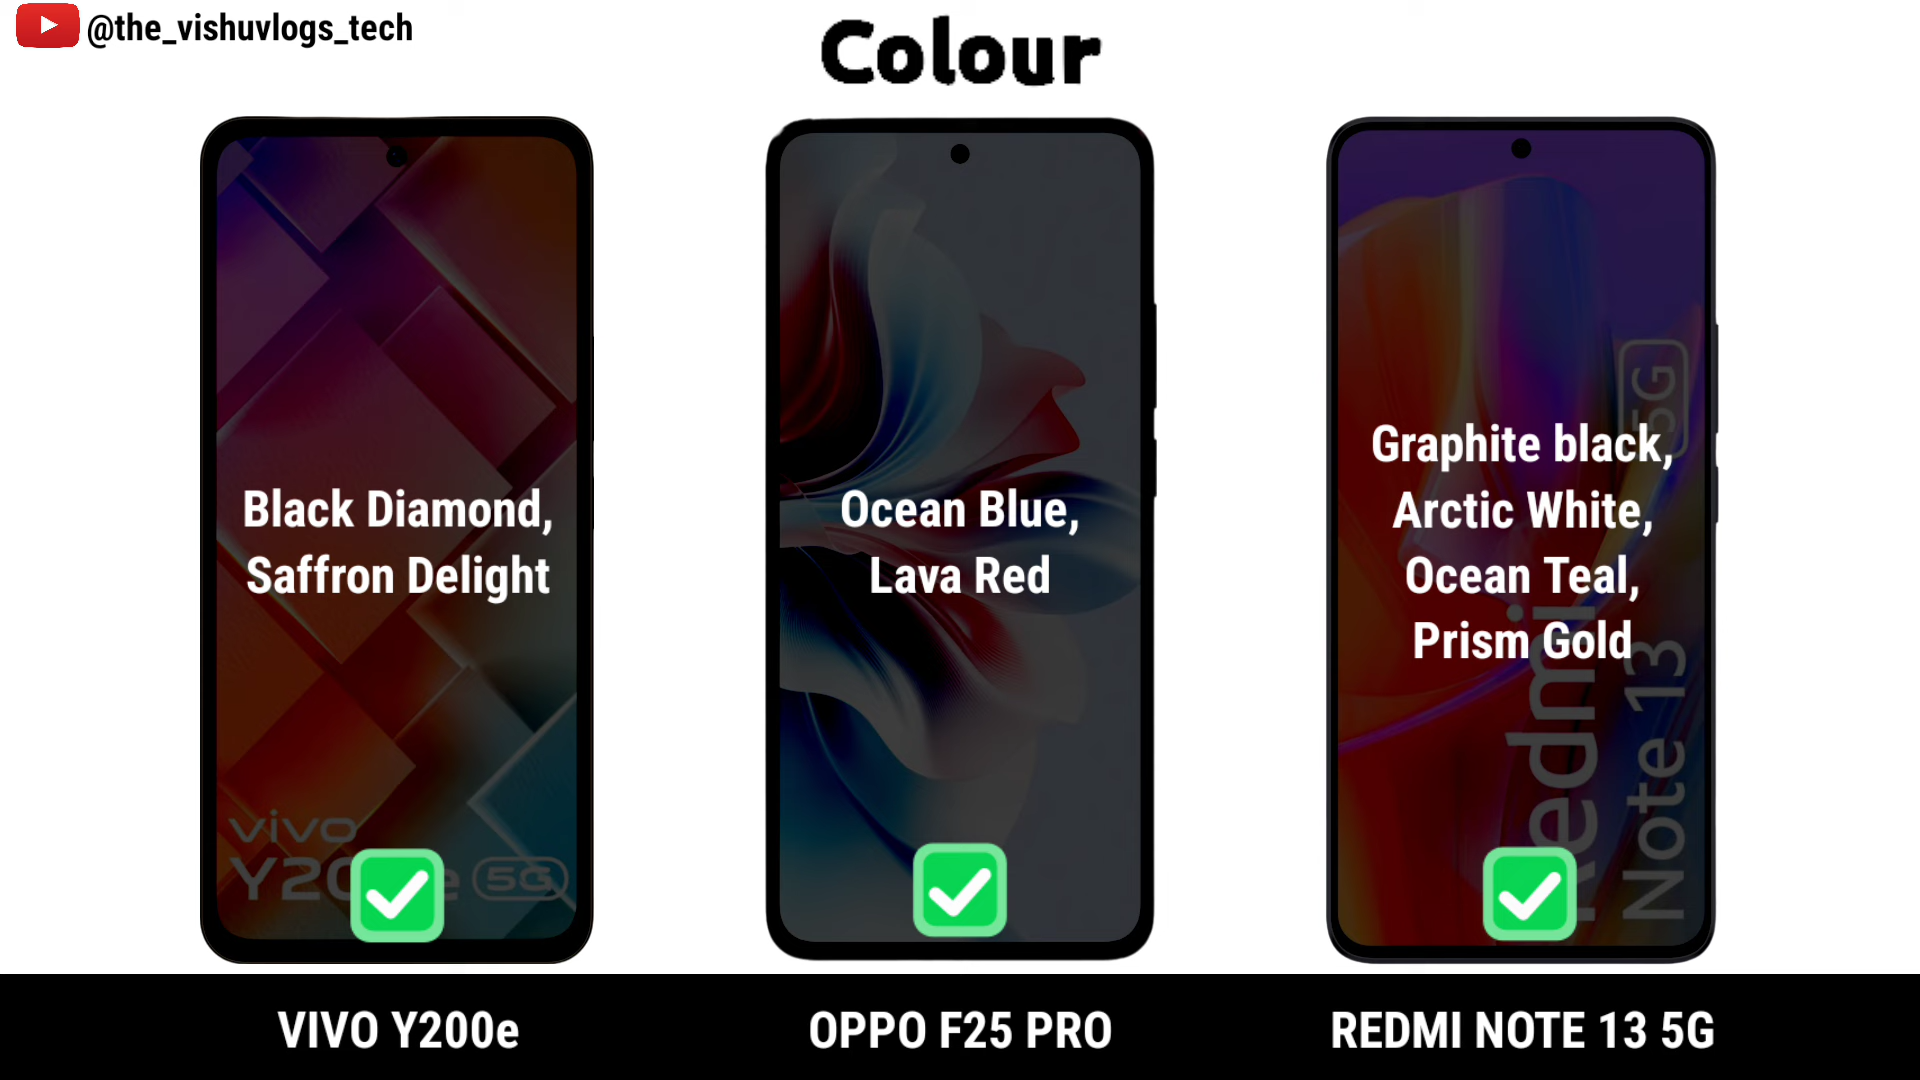 @the_vishuvlogs_tech
Colour
Black Diamond,
Saffron Delight
vivo
Y200e 5G
VIVO Y200e
Ocean Blue,
Lava Red
OPPO F25 PRO
Graphite black,
Arctic White,
Ocean Teal,
Prism Gold
Redmi
Note 13 5G
REDMI NOTE 13 5G